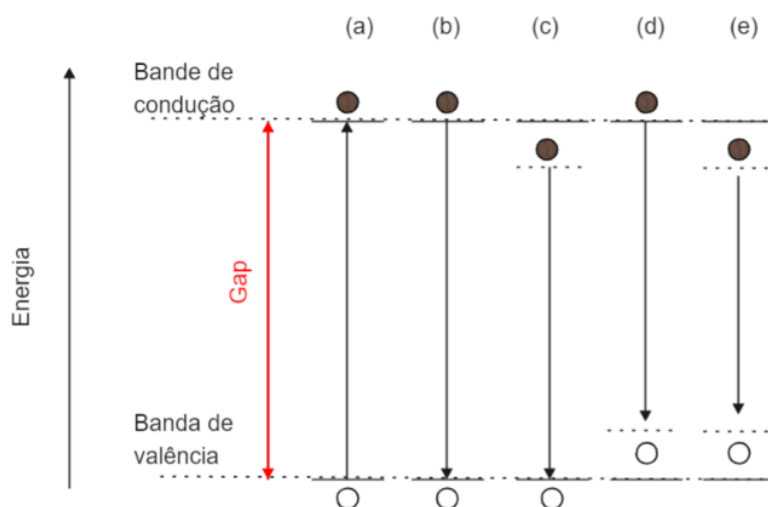 (a) (b) (c) (d) (e)
Bande de
condução
Gap
Energia
Banda de
valência